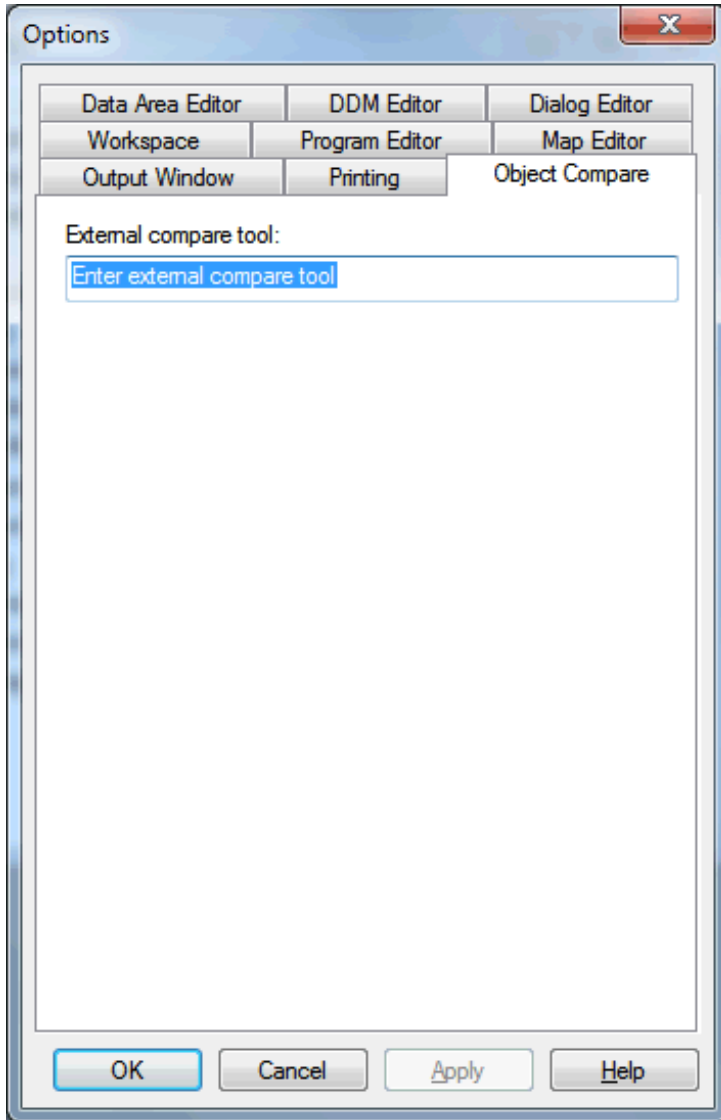 Options
Data Area Editor DDM Editor Dialog Editor
Workspace Program Editor Map Editor
Output Window Printing Object Compare
External compare tool:
Enter external compare tool
OK Cancel Apply Help